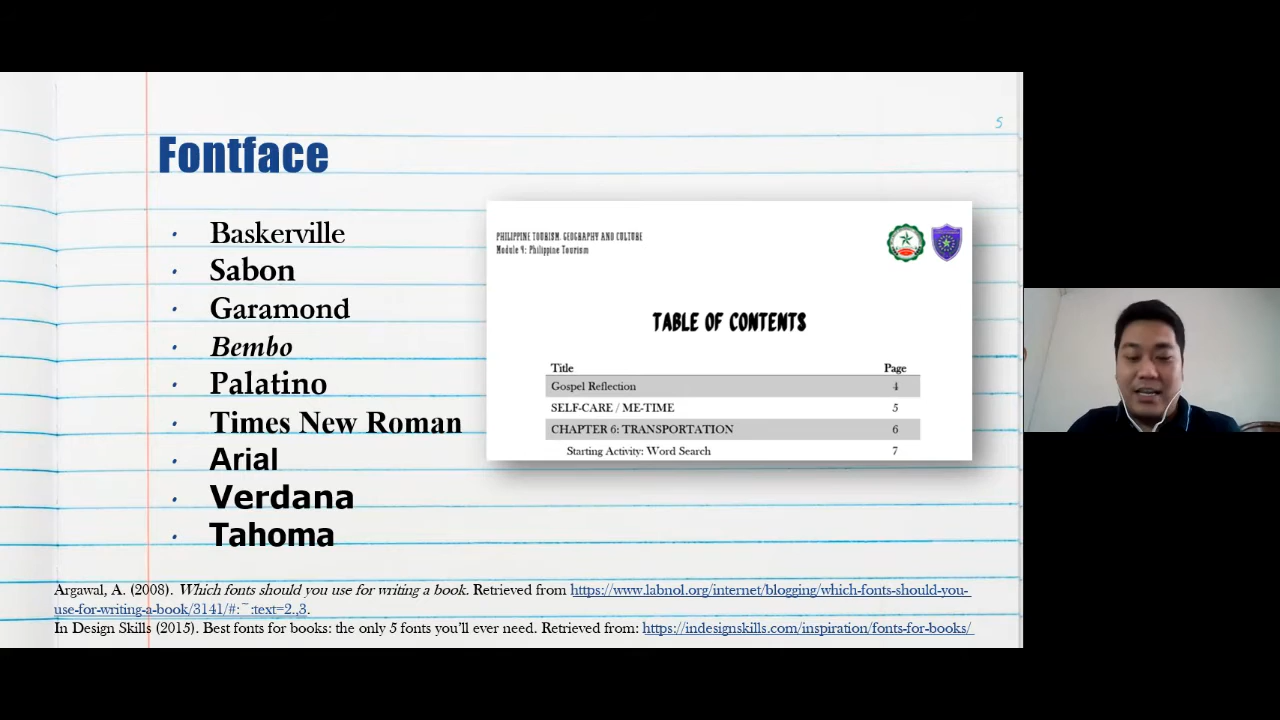 5
Fontface
· Baskerville
· Sabon
· Garamond
· Bembo
· Palatino
· Times New Roman
· Arial
· Verdana
· Tahoma
PHILIPPINE TOURISM, GEOGRAPHY AND CULTURE
Module 4: Philippine Tourism
TABLE OF CONTENTS
Title Page
Gospel Reflection 4
SELF-CARE / ME-TIME 5
CHAPTER 6: TRANSPORTATION 6
Starting Activity: Word Search 7
Argawal, A. (2008). Which fonts should you use for writing a book. Retrieved from https://www.labnol.org/internet/blogging/which-fonts-should-you-
use-for-writing-a-book/3141/#:~:text=2.,3.
In Design Skills (2015). Best fonts for books: the only 5 fonts you'll ever need. Retrieved from: https://indesignskills.com/inspiration/fonts-for-books/